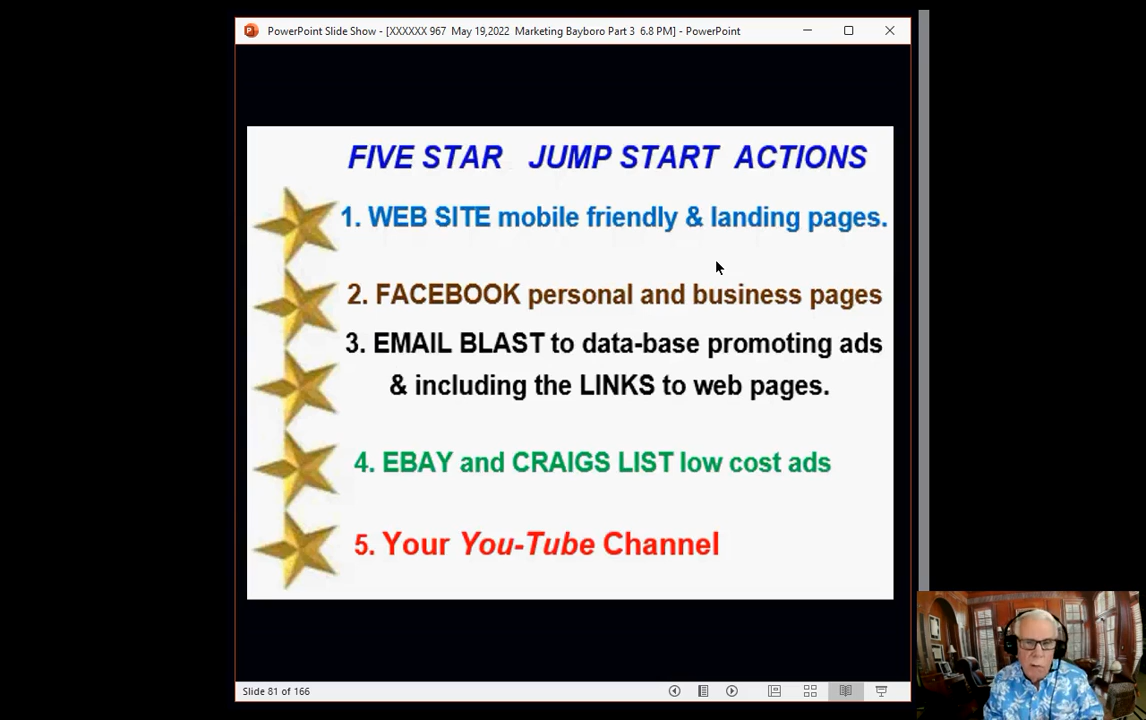 PowerPoint Slide Show - [XXXXXX 967 May 19,2022 Marketing Bayboro Part 3 6.8 PM] - PowerPoint
FIVE STAR JUMP START ACTIONS
1. WEB SITE mobile friendly & landing pages.
2. FACEBOOK personal and business pages
3. EMAIL BLAST to data-base promoting ads
& including the LINKS to web pages.
4. EBAY and CRAIGS LIST low cost ads
5. Your You-Tube Channel
Slide 81 of 166